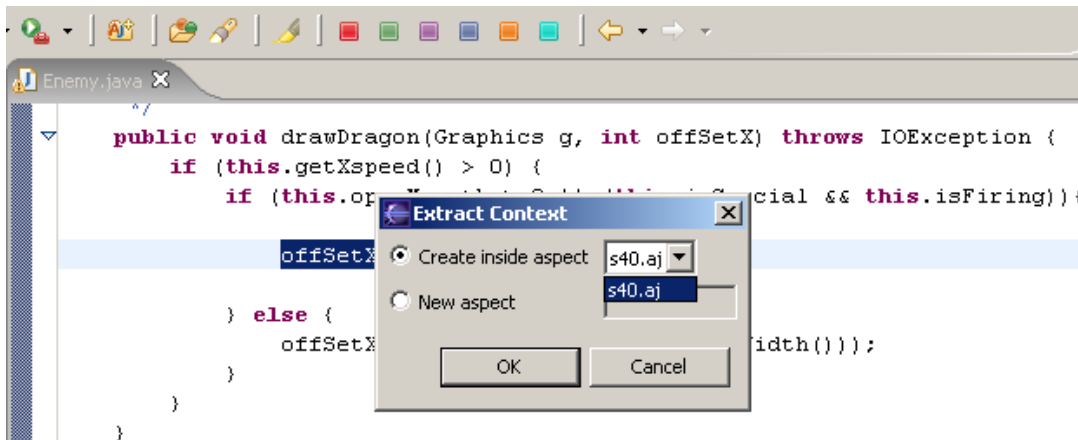 Enemy.java
*/
public void drawDragon(Graphics g, int offSetX) throws IOException {
if (this.getXspeed() > 0) {
if (this.op cial && this.isFiring)){
Extract Context
offSetX
Create inside aspect s40.aj
s40.aj
New aspect
} else {
offSetX idth()));
OK Cancel
}
}
}